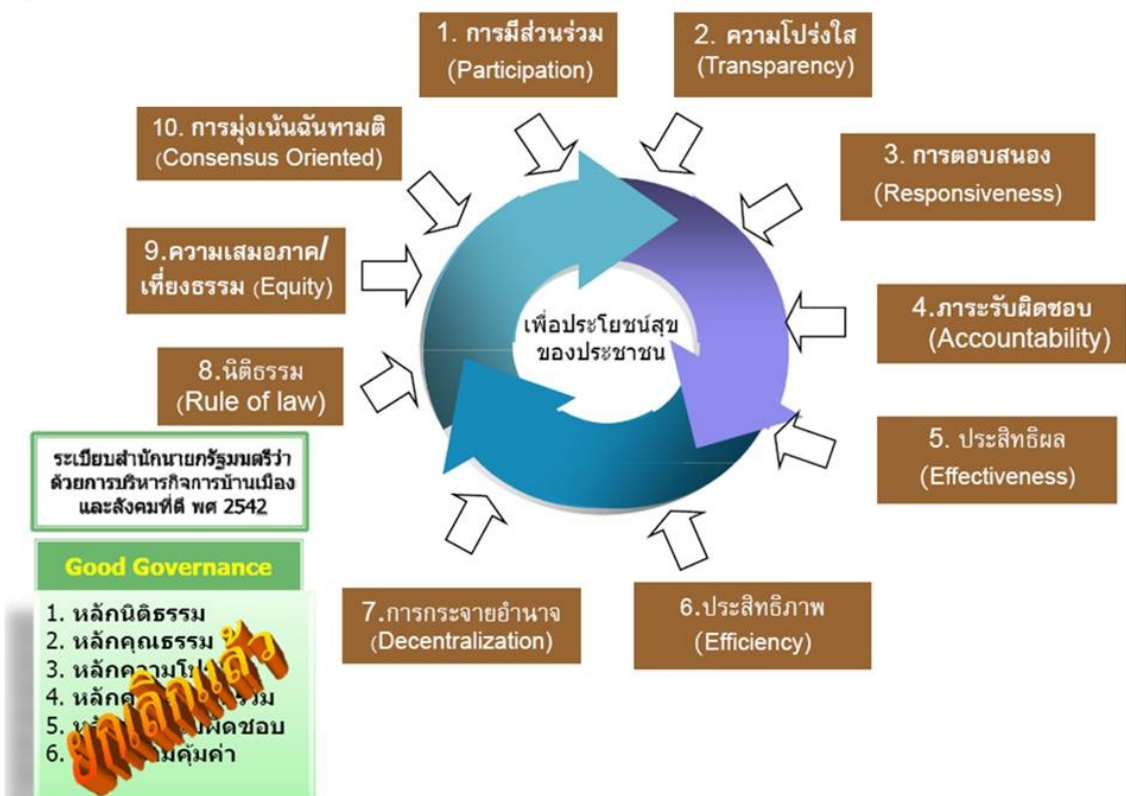 1. การมีส่วนร่วม
(Participation)
2. ความโปร่งใส
(Transparency)
10. การมุ่งเน้นฉันทามติ
(Consensus Oriented)
3. การตอบสนอง
(Responsiveness)
9.ความเสมอภาค/
เที่ยงธรรม (Equity)
เพื่อประโยชน์สุข
ของประชาชน
4.ภาระรับผิดชอบ
(Accountability)
8.นิติธรรม
(Rule of law)
5. ประสิทธิผล
(Effectiveness)
7.การกระจายอำนาจ
(Decentralization)
6.ประสิทธิภาพ
(Efficiency)
ระเบียบสำนักนายกรัฐมนตรีว่า
ด้วยการบริหารกิจการบ้านเมือง
และสังคมที่ดี พศ 2542
Good Governance
1. หลักนิติธรรม
2. หลักคุณธรรม
3.
4.
5.
6.
ยกเลิกแล้ว